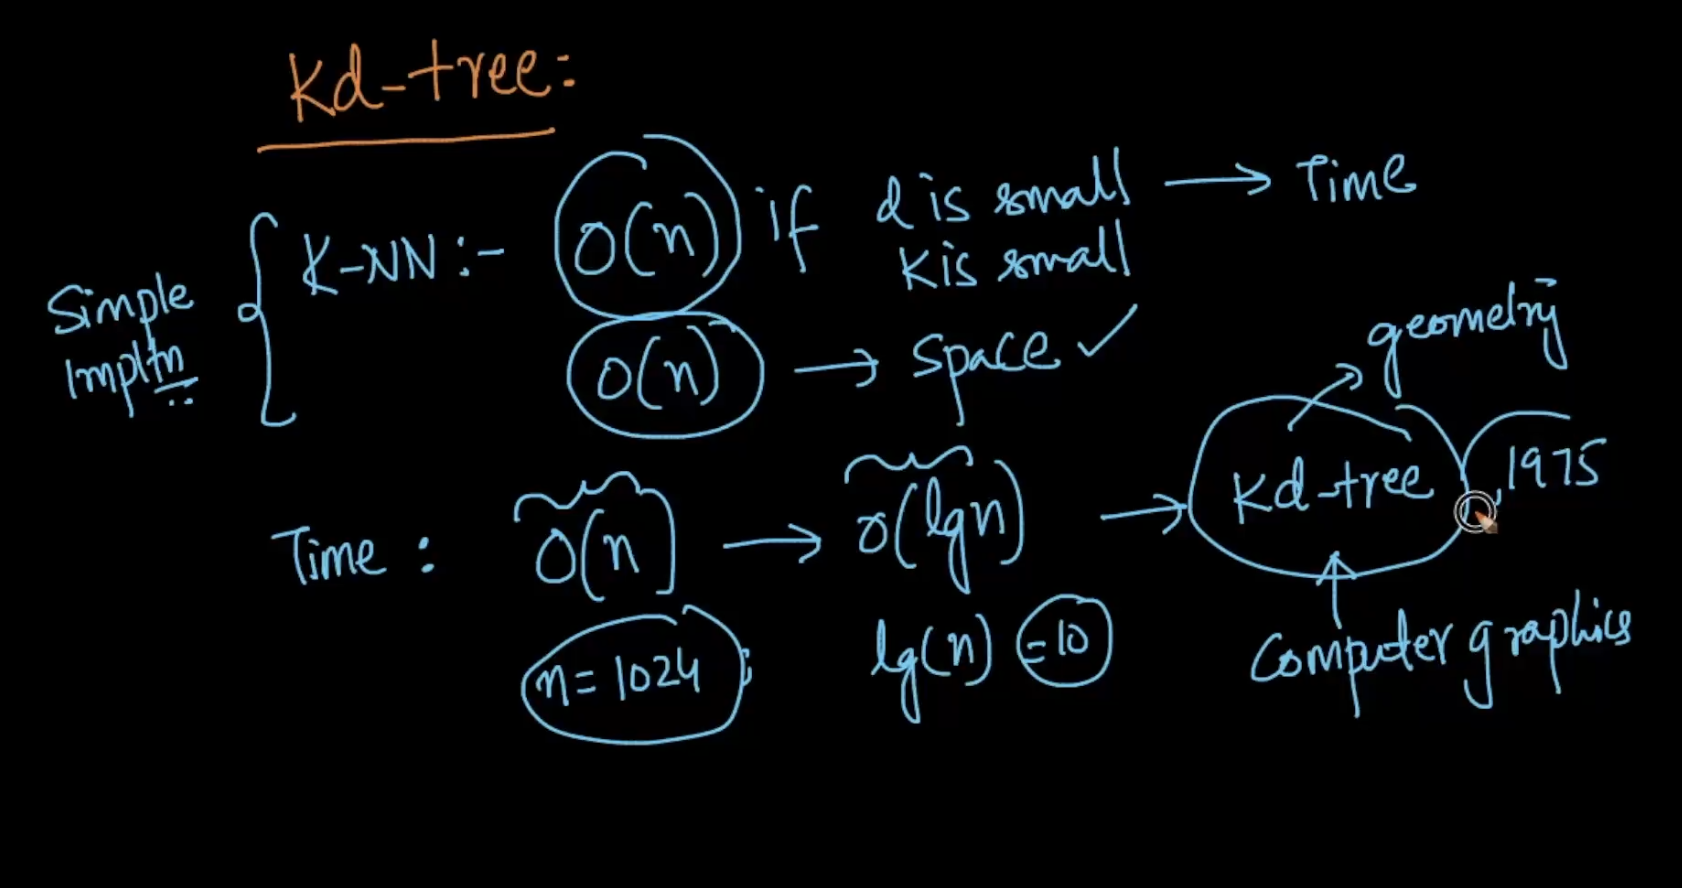 Kd-tree:
K-NN:- O(n) if d is small → Time
K is small
Simple
Impltn
O(n) → Space ✓
geometry
Time: O(n) → O(lg n) → Kd-tree, 1975
n = 1024 lg(n) = 10
Computer graphics